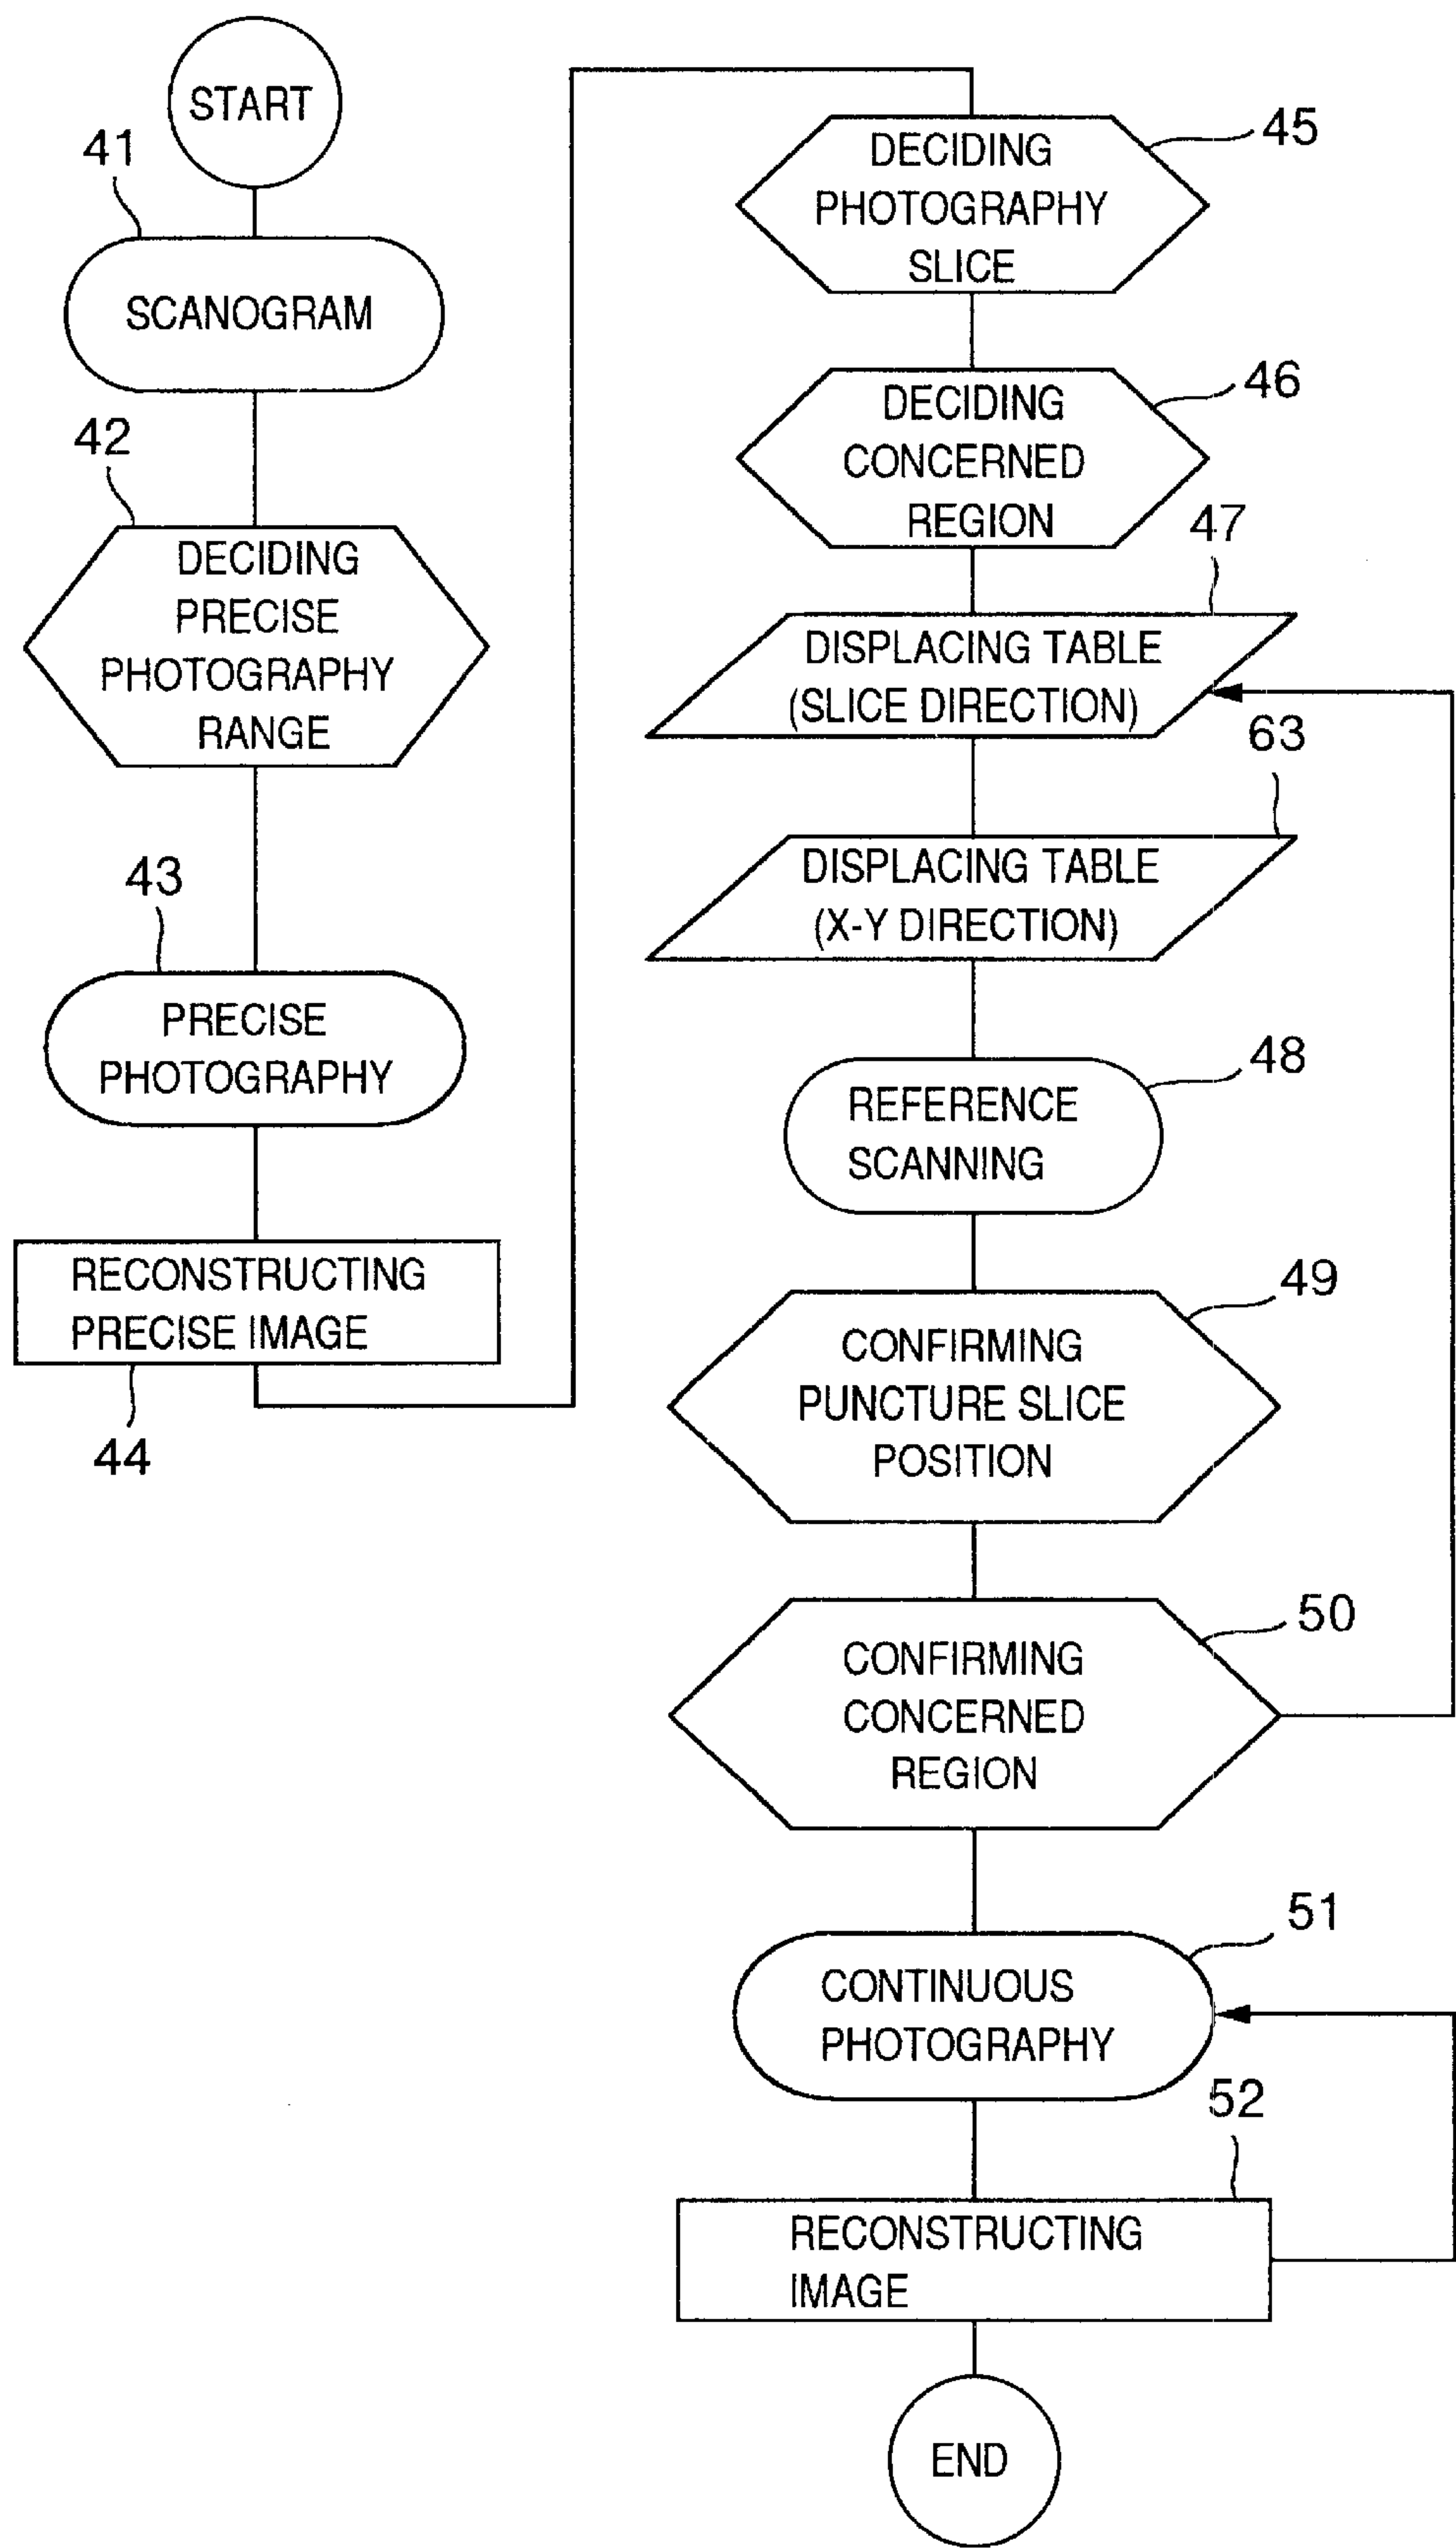 START
41
SCANOGRAM
42
DECIDING
PRECISE
PHOTOGRAPHY
RANGE
43
PRECISE
PHOTOGRAPHY
RECONSTRUCTING
PRECISE IMAGE
44
45
DECIDING
PHOTOGRAPHY
SLICE
46
DECIDING
CONCERNED
REGION
47
DISPLACING TABLE
(SLICE DIRECTION)
63
DISPLACING TABLE
(X-Y DIRECTION)
48
REFERENCE
SCANNING
49
CONFIRMING
PUNCTURE SLICE
POSITION
50
CONFIRMING
CONCERNED
REGION
51
CONTINUOUS
PHOTOGRAPHY
52
RECONSTRUCTING
IMAGE
END